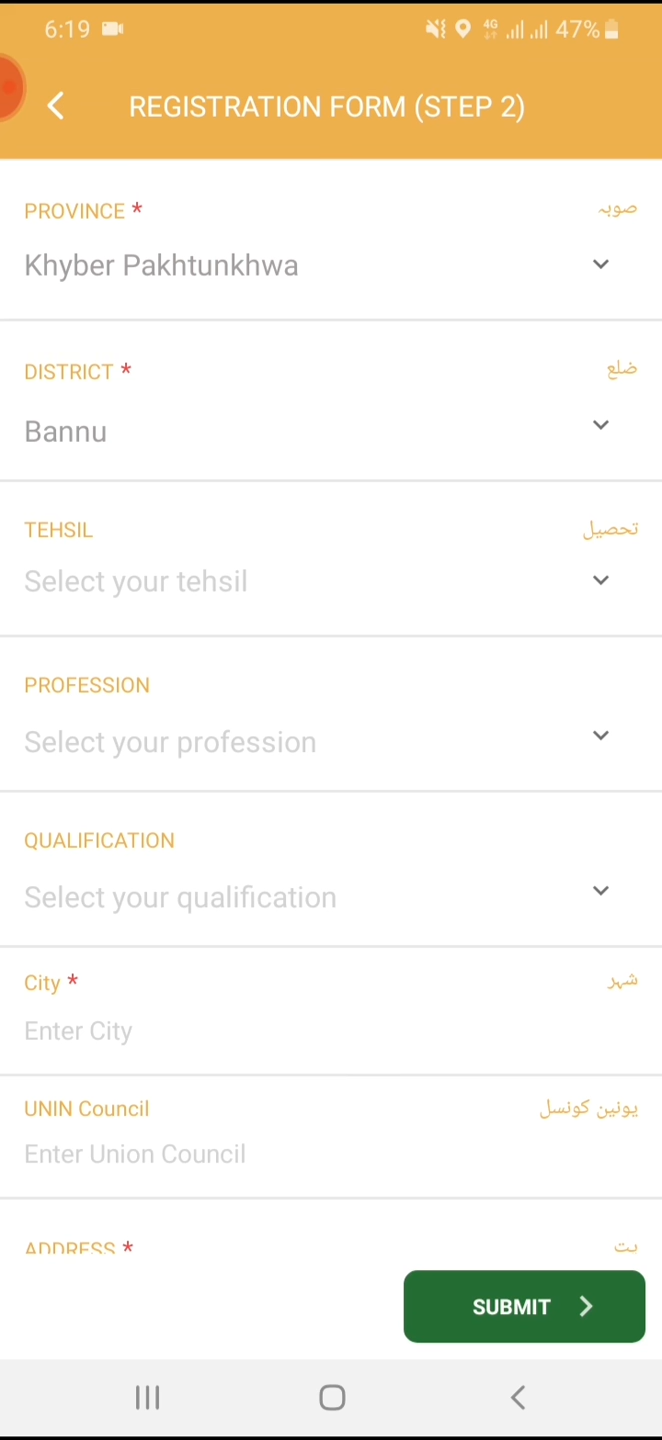 6:19 4G 47%
REGISTRATION FORM (STEP 2)
PROVINCE * صوبہ
Khyber Pakhtunkhwa
DISTRICT * ضلع
Bannu
TEHSIL تحصیل
Select your tehsil
PROFESSION
Select your profession
QUALIFICATION
Select your qualification
City * شہر
Enter City
UNIN Council یونین کونسل
Enter Union Council
ADDRESS *
SUBMIT